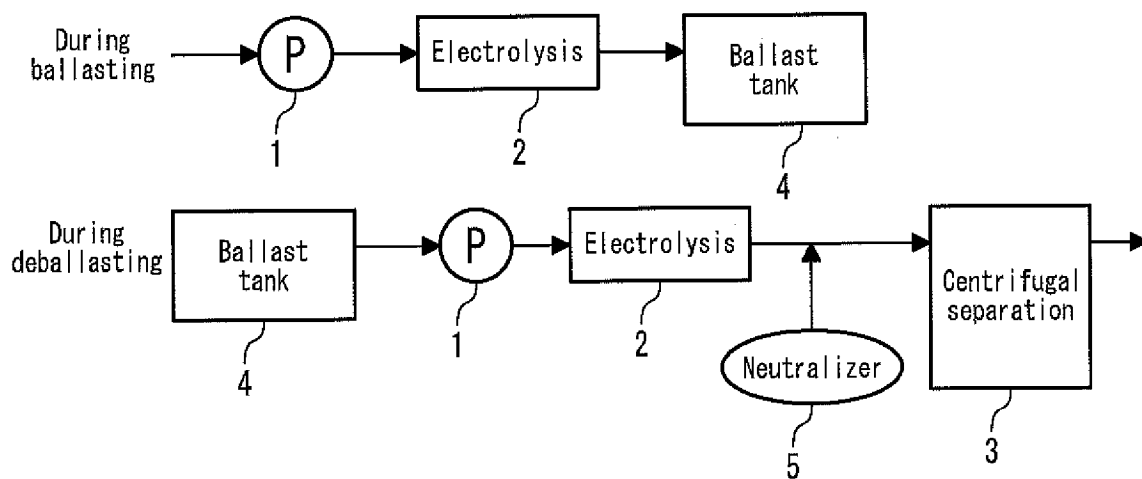 During
ballasting
P
Electrolysis
Ballast
tank
1
2
4
During
deballasting
Ballast
tank
P
Electrolysis
Centrifugal
separation
Neutralizer
4
1
2
5
3